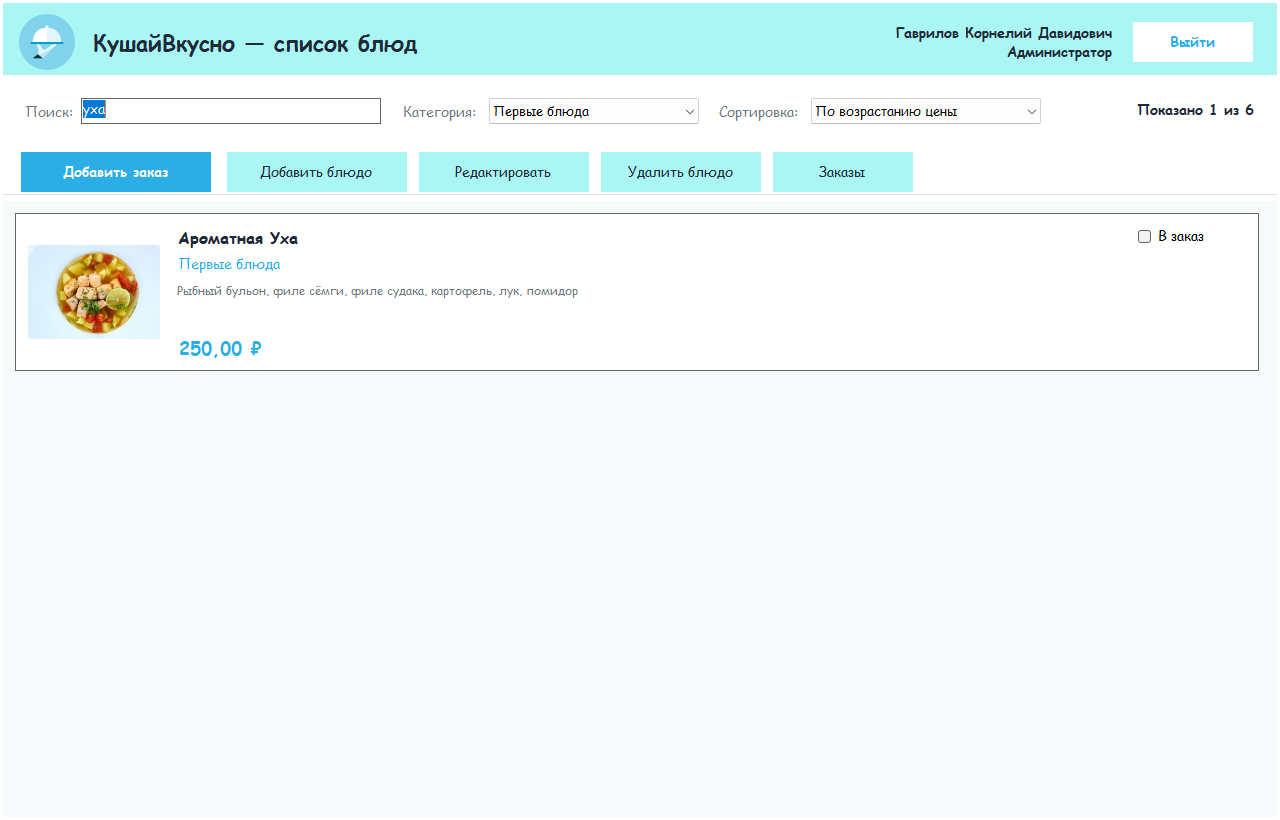 КушайВкусно — список блюд
Гаврилов Корнелий Давидович
Администратор
Выйти
Поиск: уха Категория: Первые блюда Сортировка: По возрастанию цены Показано 1 из 6
Добавить заказ Добавить блюдо Редактировать Удалить блюдо Заказы
Ароматная Уха
В заказ
Первые блюда
Рыбный бульон, филе сёмги, филе судака, картофель, лук, помидор
250,00 ₽